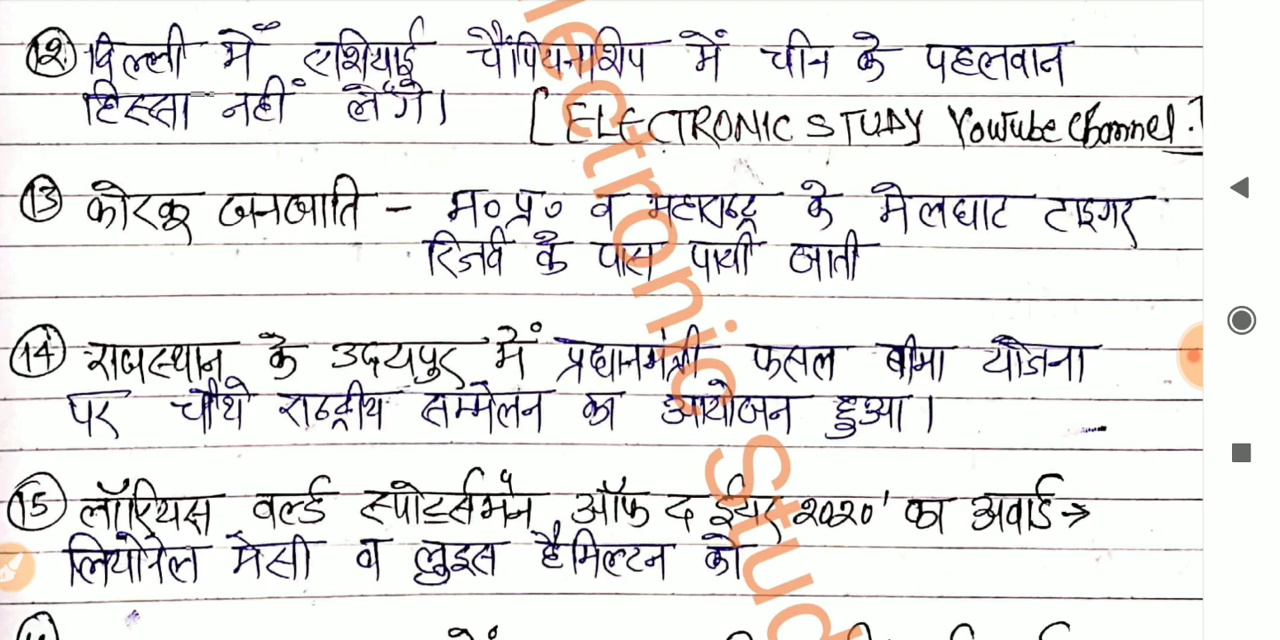 (12) दिल्ली में एशियाई चैंपियनशिप में चीन के पहलवान
हिस्सा नहीं लेंगे।
[ELECTRONIC STUDY YouTube Channel.]
(13) कोरकू जनजाति - म०प्र० व महाराष्ट्र के मेलघाट टाइगर
रिजर्व के पास पायी जाती
(14) राजस्थान के उदयपुर में प्रधानमंत्री फसल बीमा योजना
पर चौथे राष्ट्रीय सम्मेलन का आयोजन हुआ।
(15) लॉरियस वर्ल्ड स्पोर्ट्समैन ऑफ द ईयर 2020' का अवार्ड →
लियोनेल मेसी व लुइस हैमिल्टन को
Electronic Stud